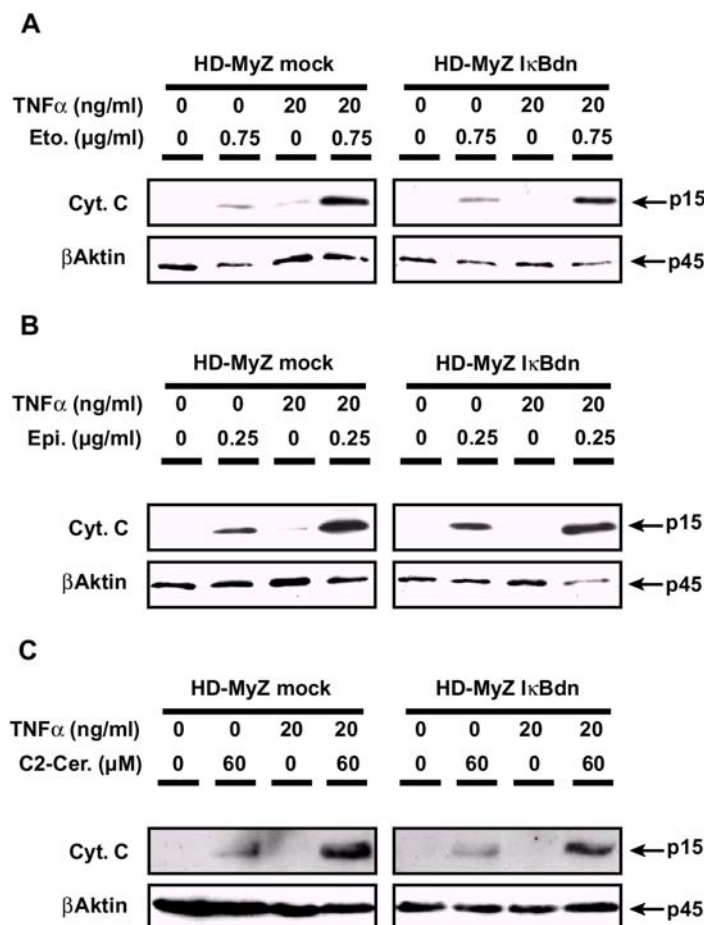 A
HD-MyZ mock HD-MyZ IκBdn
TNFα (ng/ml) 0 0 20 20 0 0 20 20
Eto. (µg/ml) 0 0.75 0 0.75 0 0.75 0 0.75
Cyt. C p15
βAktin p45
B
HD-MyZ mock HD-MyZ IκBdn
TNFα (ng/ml) 0 0 20 20 0 0 20 20
Epi. (µg/ml) 0 0.25 0 0.25 0 0.25 0 0.25
Cyt. C p15
βAktin p45
C
HD-MyZ mock HD-MyZ IκBdn
TNFα (ng/ml) 0 0 20 20 0 0 20 20
C2-Cer. (µM) 0 60 0 60 0 60 0 60
Cyt. C p15
βAktin p45